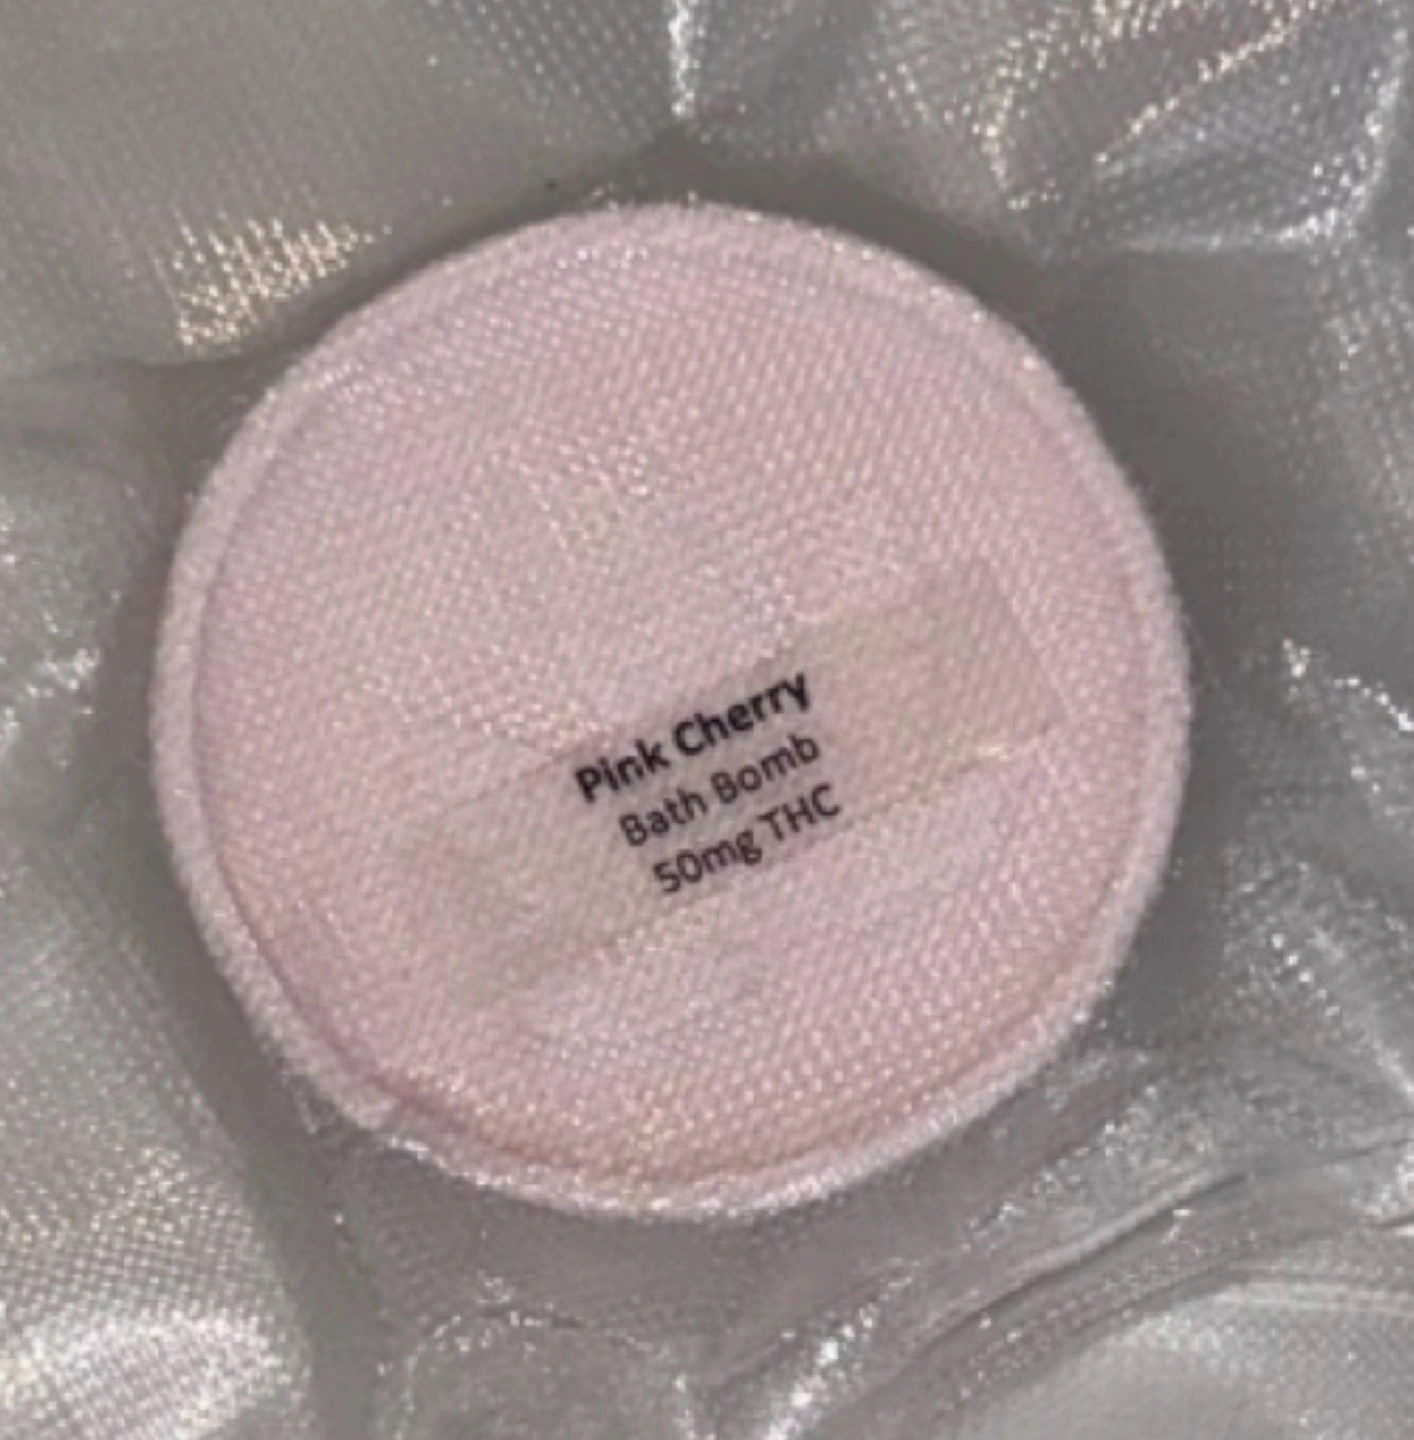 Pink Cherry
Bath Bomb
50mg THC